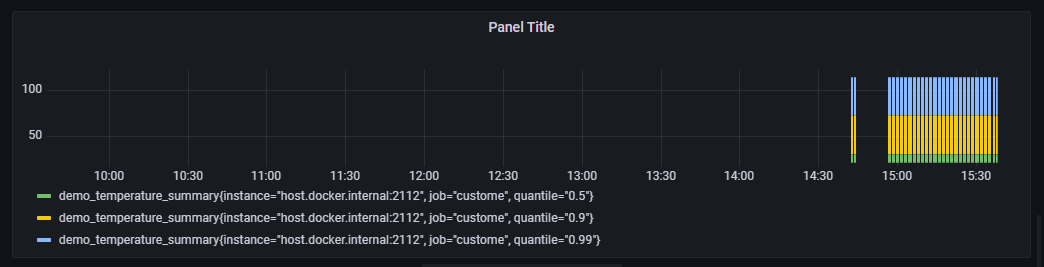 Panel Title
100
50
10:00 10:30 11:00 11:30 12:00 12:30 13:00 13:30 14:00 14:30 15:00 15:30
demo_temperature_summary{instance="host.docker.internal:2112", job="custome", quantile="0.5"}
demo_temperature_summary{instance="host.docker.internal:2112", job="custome", quantile="0.9"}
demo_temperature_summary{instance="host.docker.internal:2112", job="custome", quantile="0.99"}